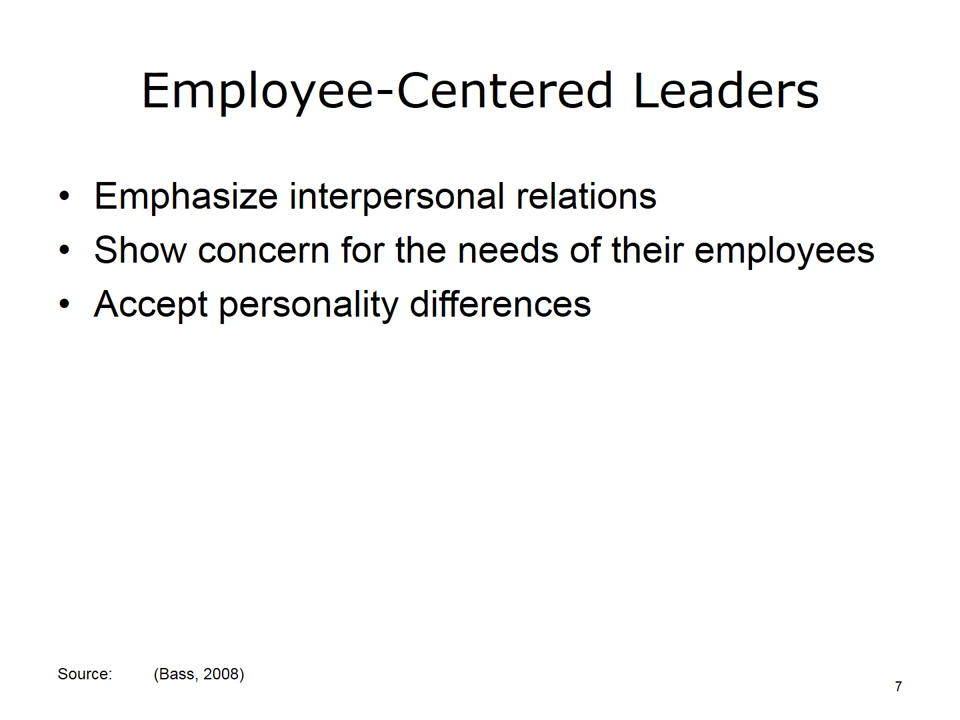 Employee-Centered Leaders
• Emphasize interpersonal relations
• Show concern for the needs of their employees
• Accept personality differences
Source: (Bass, 2008)
7